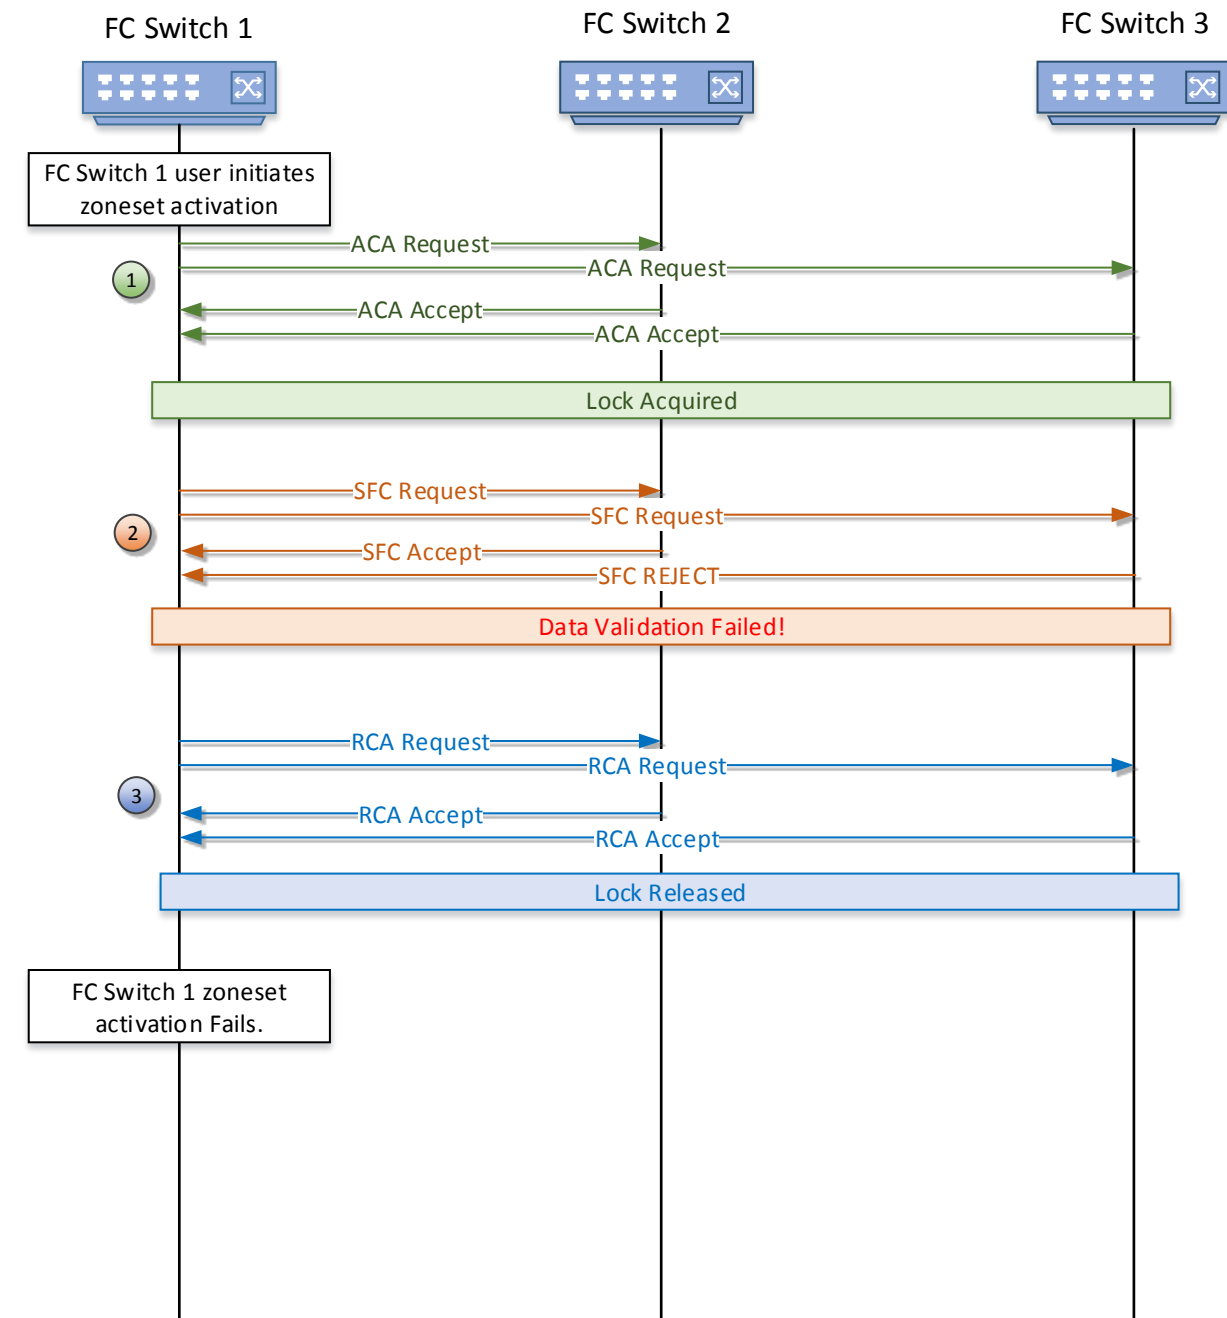 FC Switch 1
FC Switch 2
FC Switch 3
FC Switch 1 user initiates
zoneset activation
ACA Request
ACA Request
1
ACA Accept
ACA Accept
Lock Acquired
SFC Request
SFC Request
2
SFC Accept
SFC REJECT
Data Validation Failed!
RCA Request
RCA Request
3
RCA Accept
RCA Accept
Lock Released
FC Switch 1 zoneset
activation Fails.